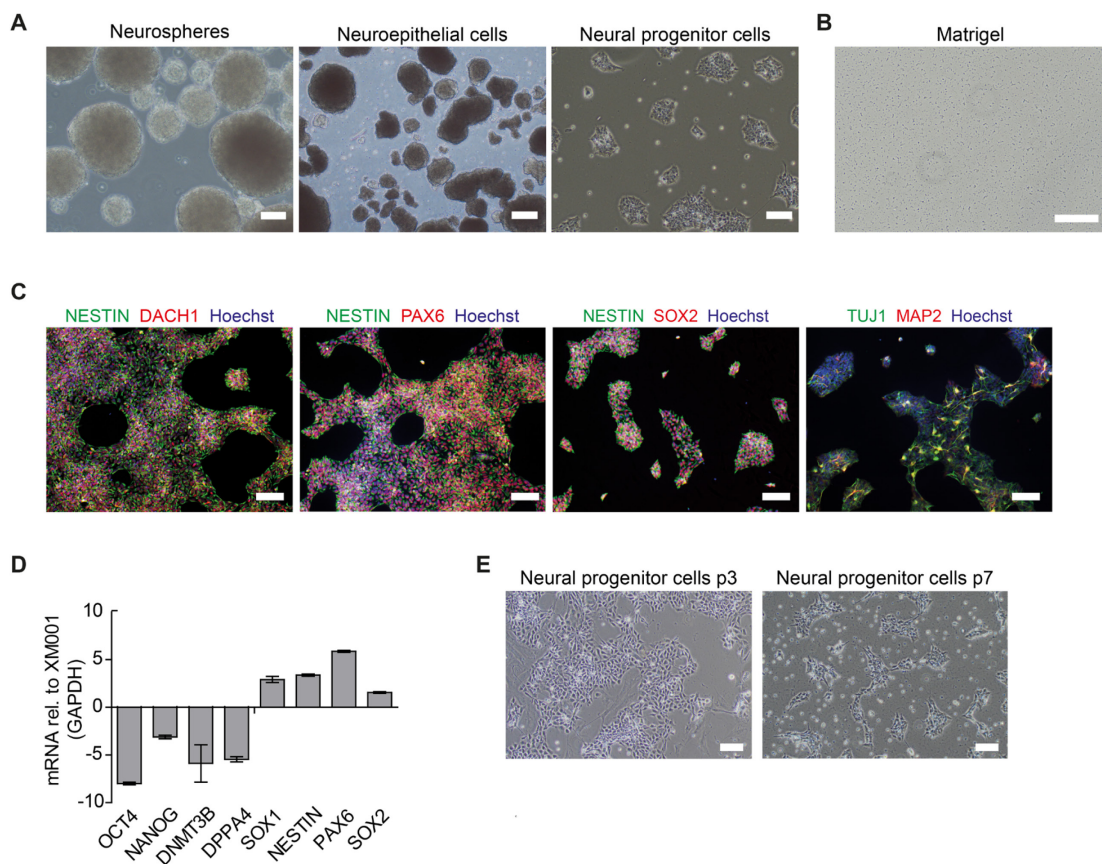 A
Neurospheres
Neuroepithelial cells
Neural progenitor cells
B
Matrigel
C
NESTIN DACH1 Hoechst
NESTIN PAX6 Hoechst
NESTIN SOX2 Hoechst
TUJ1 MAP2 Hoechst
D
mRNA rel. to XM001
(GAPDH)
10
5
0
-5
-10
OCT4
NANOG
DNMT3B
DPPA4
SOX1
NESTIN
PAX6
SOX2
E
Neural progenitor cells p3
Neural progenitor cells p7